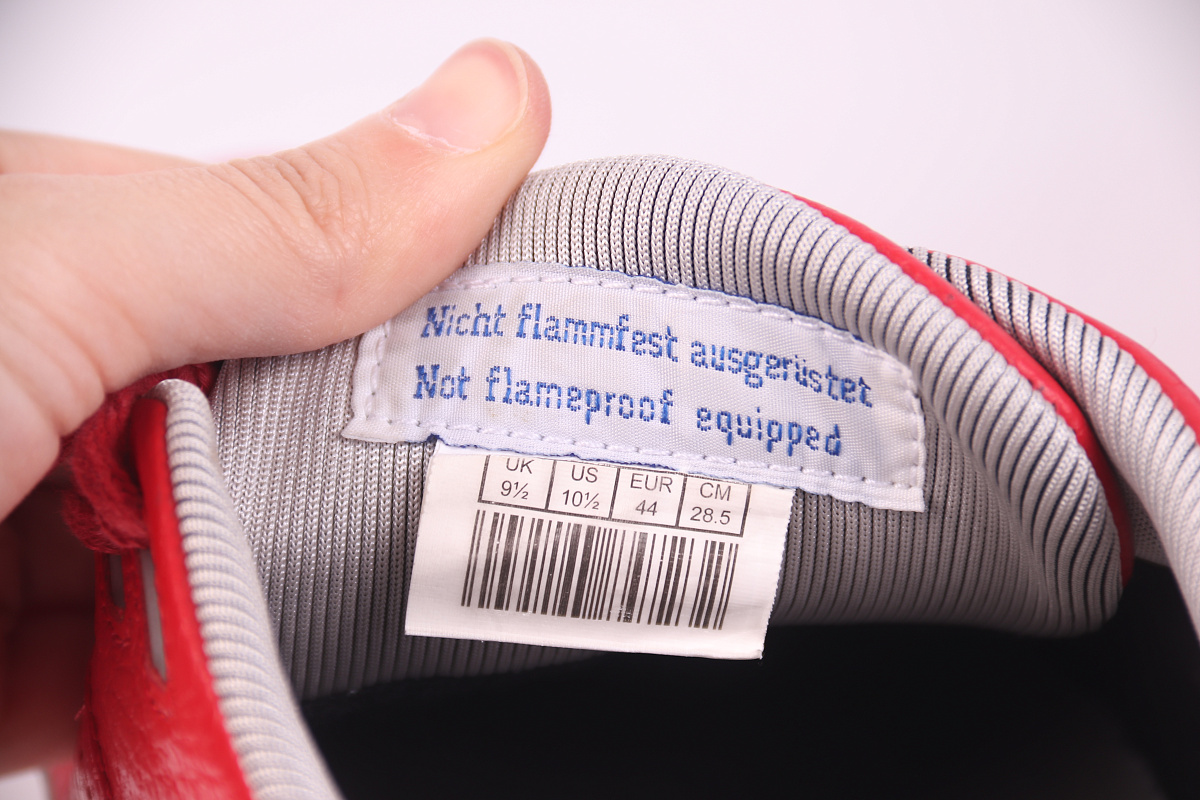 Nicht flammfest ausgerüstet
Not flameproof equipped
UK US EUR CM
9½ 10½ 44 28.5